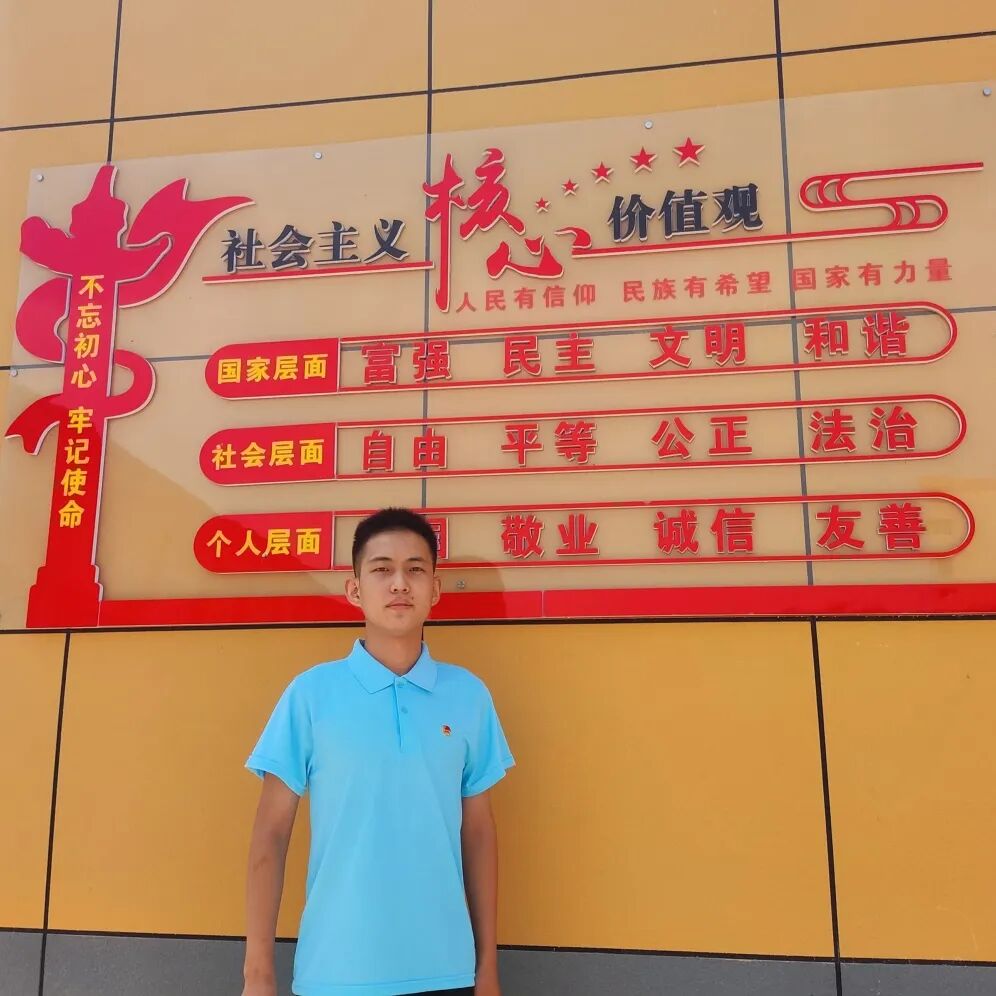 社会主义核心价值观
人民有信仰 民族有希望 国家有力量
不忘初心 牢记使命
国家层面 富强 民主 文明 和谐
社会层面 自由 平等 公正 法治
个人层面 敬业 诚信 友善